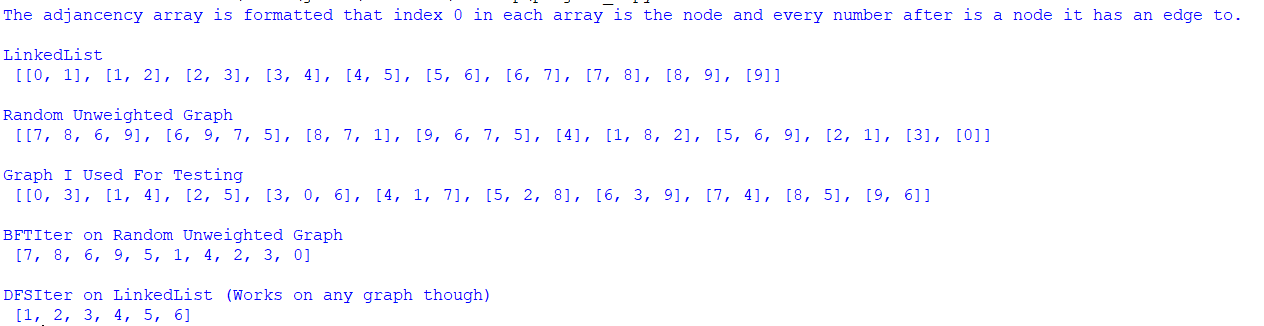 The adjancency array is formatted that index 0 in each array is the node and every number after is a node it has an edge to.
LinkedList
[[0, 1], [1, 2], [2, 3], [3, 4], [4, 5], [5, 6], [6, 7], [7, 8], [8, 9], [9]]
Random Unweighted Graph
[[7, 8, 6, 9], [6, 9, 7, 5], [8, 7, 1], [9, 6, 7, 5], [4], [1, 8, 2], [5, 6, 9], [2, 1], [3], [0]]
Graph I Used For Testing
[[0, 3], [1, 4], [2, 5], [3, 0, 6], [4, 1, 7], [5, 2, 8], [6, 3, 9], [7, 4], [8, 5], [9, 6]]
BFTIter on Random Unweighted Graph
[7, 8, 6, 9, 5, 1, 4, 2, 3, 0]
DFSIter on LinkedList (Works on any graph though)
[1, 2, 3, 4, 5, 6]